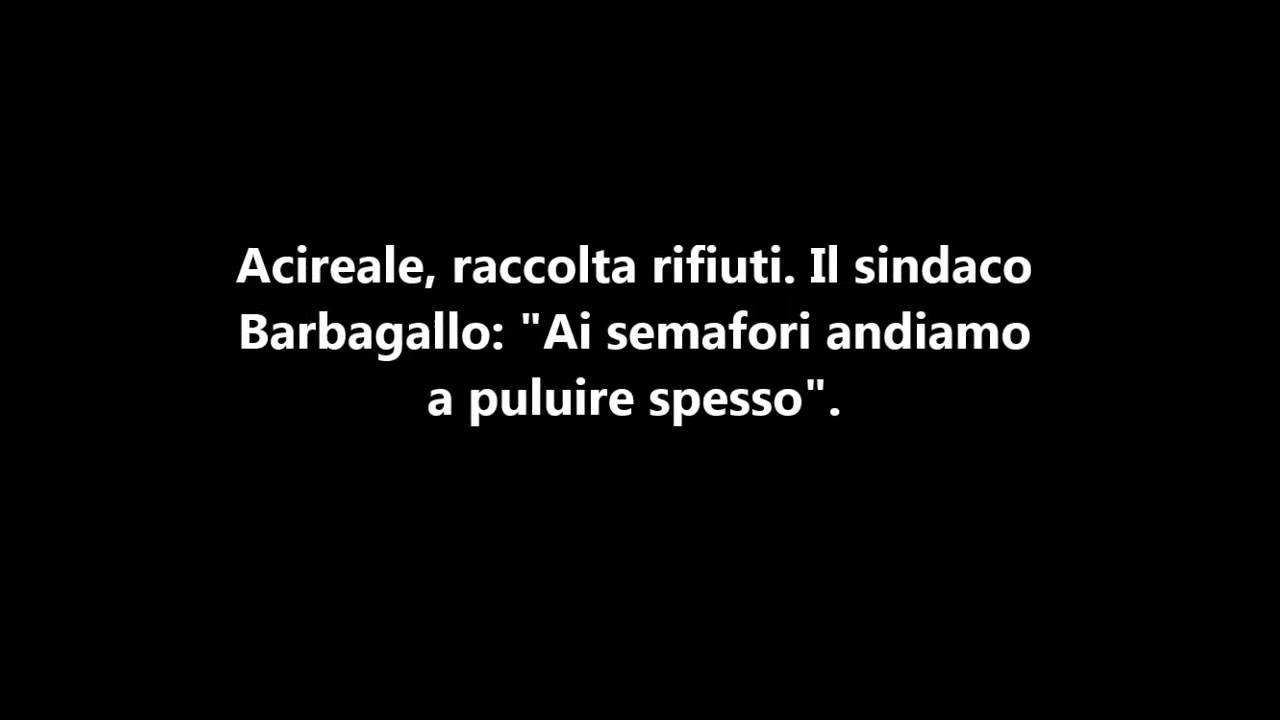 Acireale, raccolta rifiuti. Il sindaco
Barbagallo: "Ai semafori andiamo
a puluire spesso".